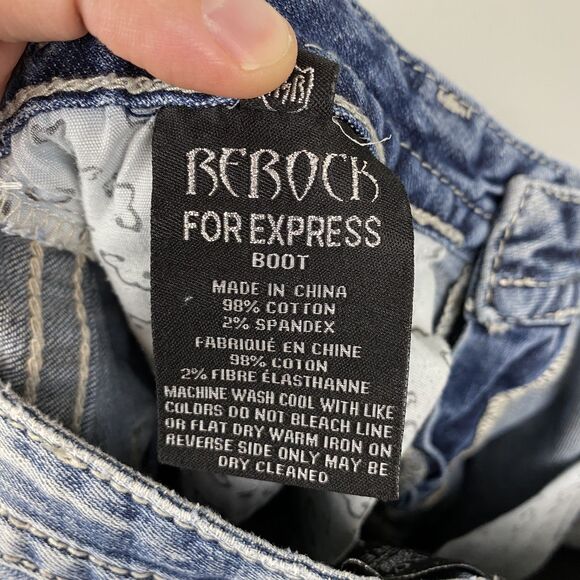 RR
REROCK
FOR EXPRESS
BOOT
MADE IN CHINA
98% COTTON
2% SPANDEX
FABRIQUÉ EN CHINE
98% COTON
2% FIBRE ÉLASTHANNE
MACHINE WASH COOL WITH LIKE
COLORS DO NOT BLEACH LINE
OR FLAT DRY WARM IRON ON
REVERSE SIDE ONLY MAY BE
DRY CLEANED